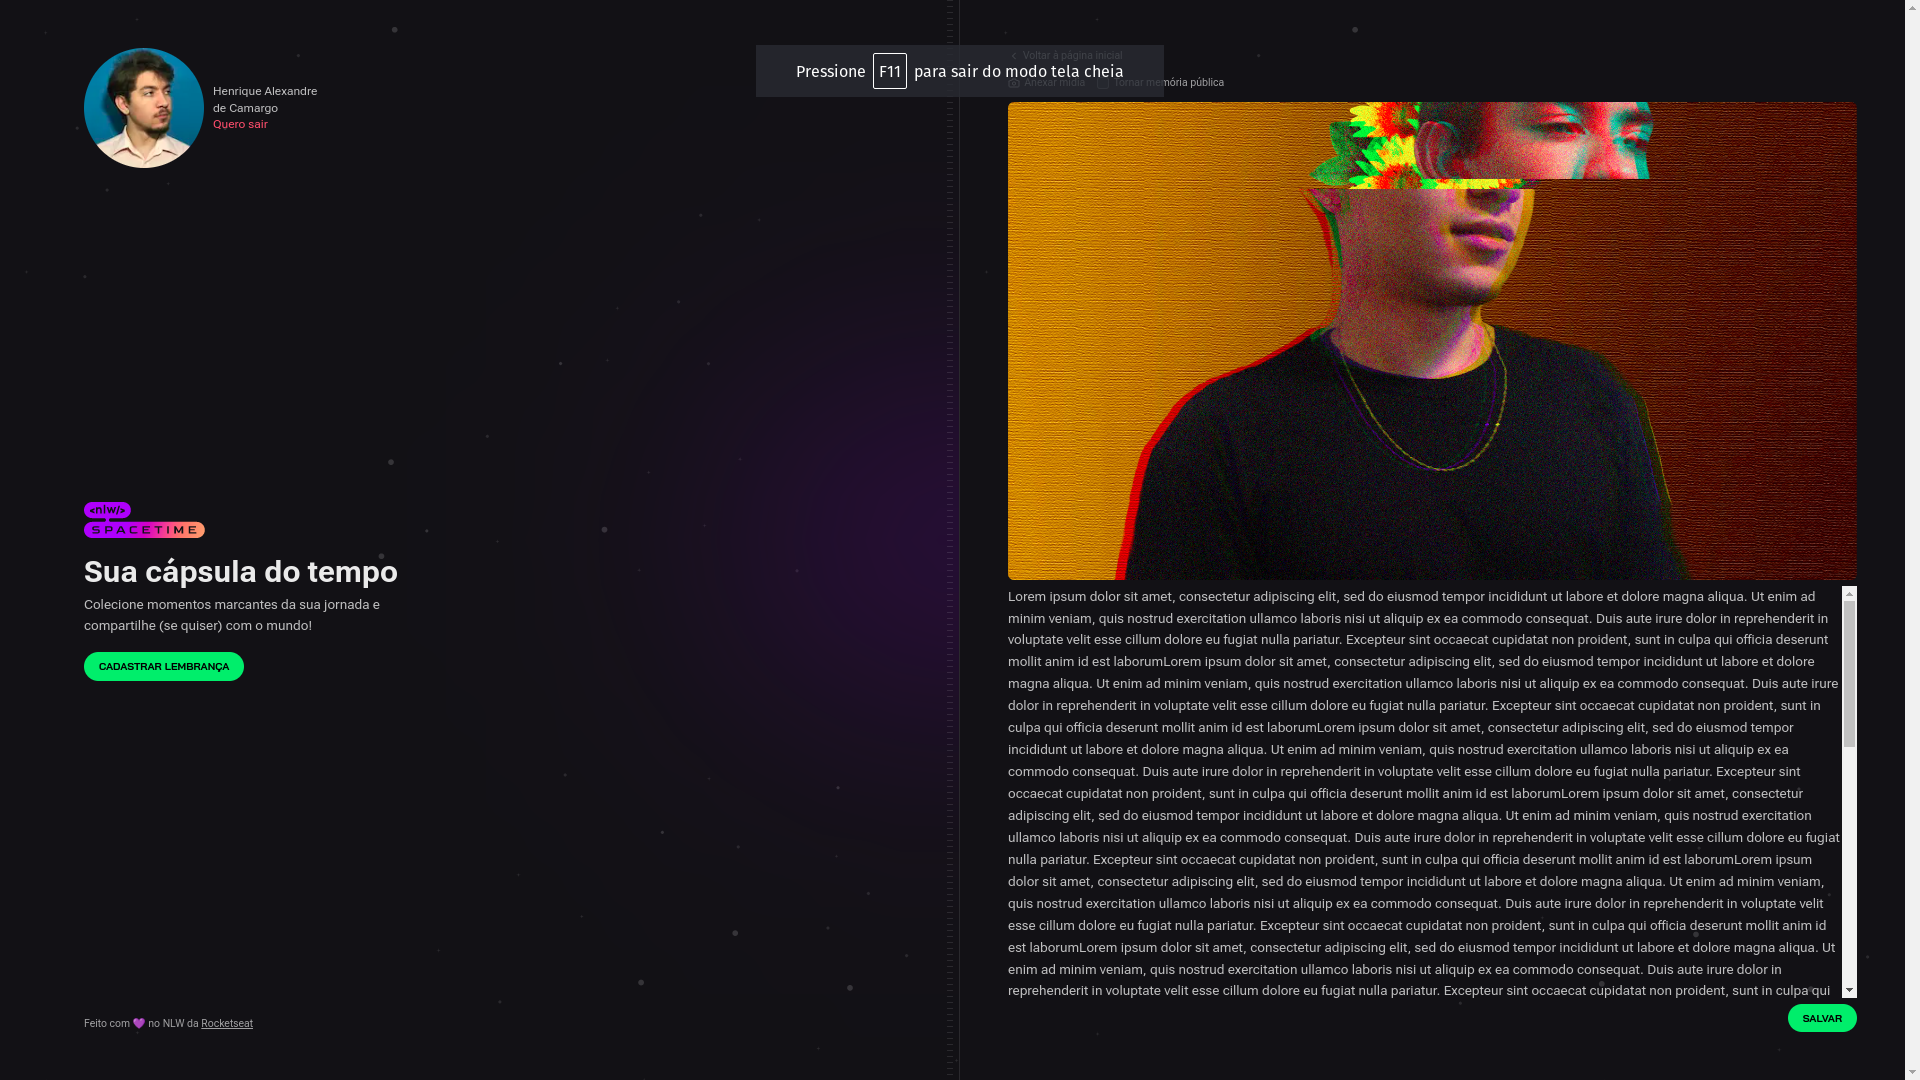 Henrique Alexandre
de Camargo
Quero sair
<nlw/>
SPACETIME
Sua cápsula do tempo
Colecione momentos marcantes da sua jornada e
compartilhe (se quiser) com o mundo!
CADASTRAR LEMBRANÇA
Feito com 💜 no NLW da Rocketseat
Pressione F11 para sair do modo tela cheia
Voltar à página inicial
Anexar mídia Tornar memória pública
Lorem ipsum dolor sit amet, consectetur adipiscing elit, sed do eiusmod tempor incididunt ut labore et dolore magna aliqua. Ut enim ad
minim veniam, quis nostrud exercitation ullamco laboris nisi ut aliquip ex ea commodo consequat. Duis aute irure dolor in reprehenderit in
voluptate velit esse cillum dolore eu fugiat nulla pariatur. Excepteur sint occaecat cupidatat non proident, sunt in culpa qui officia deserunt
mollit anim id est laborumLorem ipsum dolor sit amet, consectetur adipiscing elit, sed do eiusmod tempor incididunt ut labore et dolore
magna aliqua. Ut enim ad minim veniam, quis nostrud exercitation ullamco laboris nisi ut aliquip ex ea commodo consequat. Duis aute irure
dolor in reprehenderit in voluptate velit esse cillum dolore eu fugiat nulla pariatur. Excepteur sint occaecat cupidatat non proident, sunt in
culpa qui officia deserunt mollit anim id est laborumLorem ipsum dolor sit amet, consectetur adipiscing elit, sed do eiusmod tempor
incididunt ut labore et dolore magna aliqua. Ut enim ad minim veniam, quis nostrud exercitation ullamco laboris nisi ut aliquip ex ea
commodo consequat. Duis aute irure dolor in reprehenderit in voluptate velit esse cillum dolore eu fugiat nulla pariatur. Excepteur sint
occaecat cupidatat non proident, sunt in culpa qui officia deserunt mollit anim id est laborumLorem ipsum dolor sit amet, consectetur
adipiscing elit, sed do eiusmod tempor incididunt ut labore et dolore magna aliqua. Ut enim ad minim veniam, quis nostrud exercitation
ullamco laboris nisi ut aliquip ex ea commodo consequat. Duis aute irure dolor in reprehenderit in voluptate velit esse cillum dolore eu fugiat
nulla pariatur. Excepteur sint occaecat cupidatat non proident, sunt in culpa qui officia deserunt mollit anim id est laborumLorem ipsum
dolor sit amet, consectetur adipiscing elit, sed do eiusmod tempor incididunt ut labore et dolore magna aliqua. Ut enim ad minim veniam,
quis nostrud exercitation ullamco laboris nisi ut aliquip ex ea commodo consequat. Duis aute irure dolor in reprehenderit in voluptate velit
esse cillum dolore eu fugiat nulla pariatur. Excepteur sint occaecat cupidatat non proident, sunt in culpa qui officia deserunt mollit anim id
est laborumLorem ipsum dolor sit amet, consectetur adipiscing elit, sed do eiusmod tempor incididunt ut labore et dolore magna aliqua. Ut
enim ad minim veniam, quis nostrud exercitation ullamco laboris nisi ut aliquip ex ea commodo consequat. Duis aute irure dolor in
reprehenderit in voluptate velit esse cillum dolore eu fugiat nulla pariatur. Excepteur sint occaecat cupidatat non proident, sunt in culpa qui
SALVAR